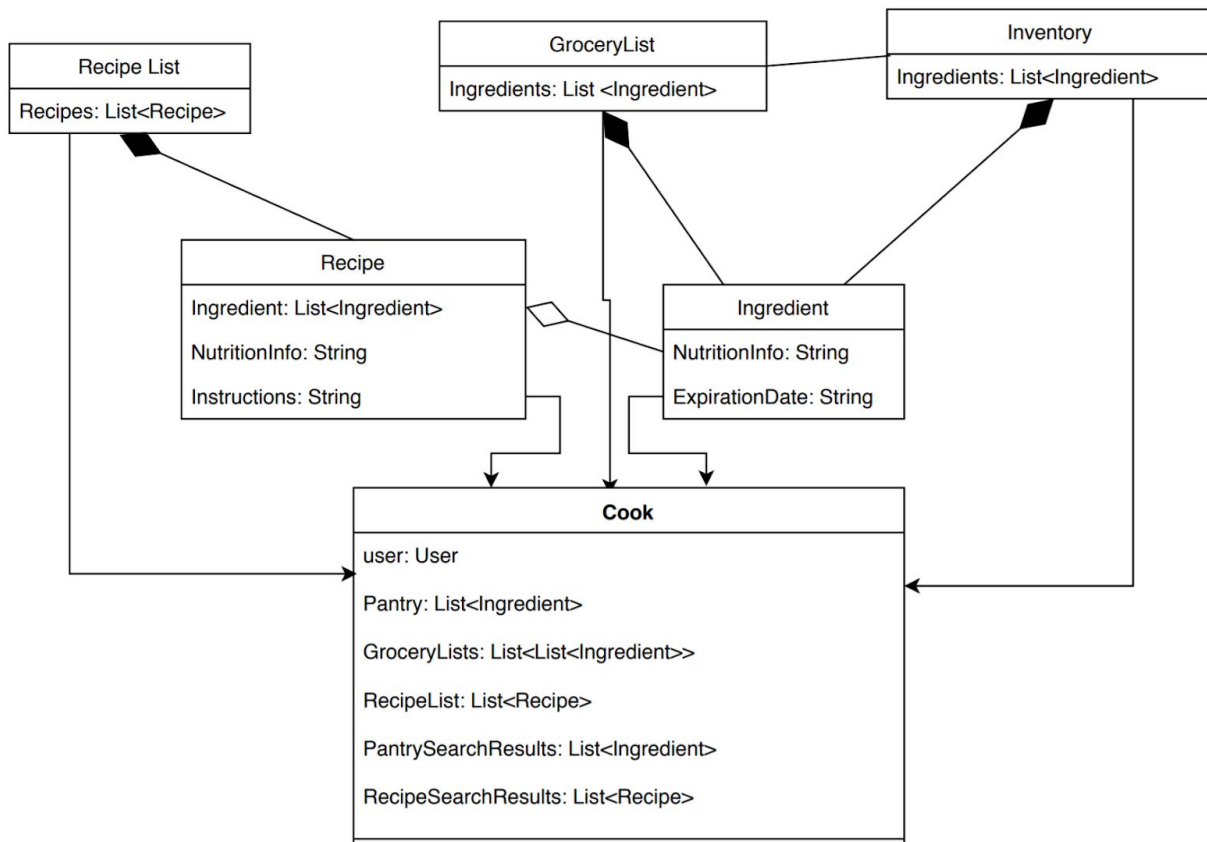 Recipe List
Recipes: List<Recipe>
GroceryList
Ingredients: List <Ingredient>
Inventory
Ingredients: List<Ingredient>
Recipe
Ingredient: List<Ingredient>
NutritionInfo: String
Instructions: String
Ingredient
NutritionInfo: String
ExpirationDate: String
Cook
user: User
Pantry: List<Ingredient>
GroceryLists: List<List<Ingredient>>
RecipeList: List<Recipe>
PantrySearchResults: List<Ingredient>
RecipeSearchResults: List<Recipe>